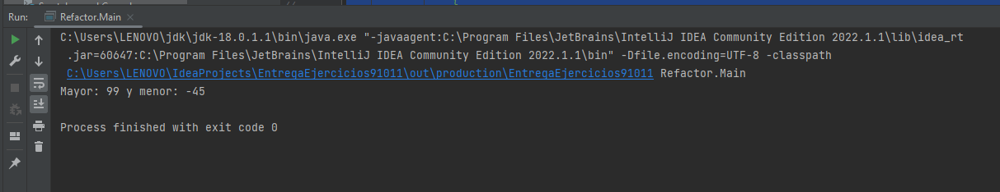 Run:
Refactor.Main
C:\Users\LENOVO\jdk\jdk-18.0.1.1\bin\java.exe "-javaagent:C:\Program Files\JetBrains\IntelliJ IDEA Community Edition 2022.1.1\lib\idea_rt
.jar=60647:C:\Program Files\JetBrains\IntelliJ IDEA Community Edition 2022.1.1\bin" -Dfile.encoding=UTF-8 -classpath
C:\Users\LENOVO\IdeaProjects\EntregaEjercicios91011\out\production\EntregaEjercicios91011 Refactor.Main
Mayor: 99 y menor: -45
Process finished with exit code 0